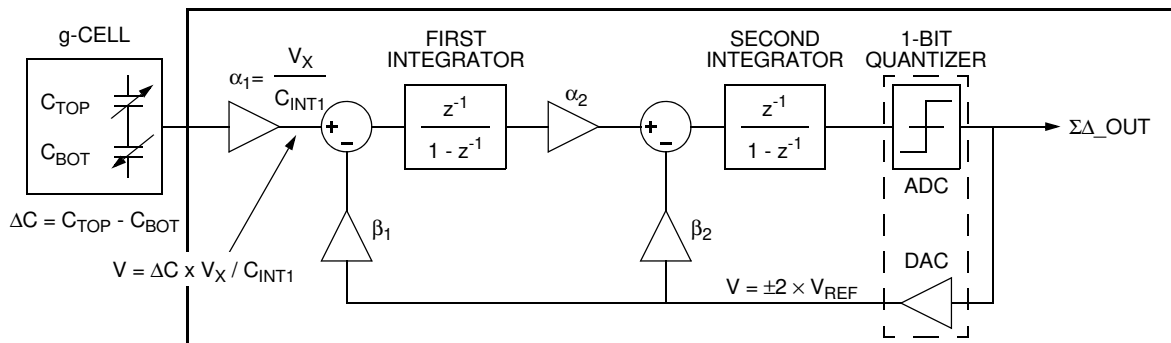 g-CELL
C_TOP
C_BOT
ΔC = C_TOP - C_BOT
α₁= V_X / C_INT1
V = ΔC x V_X / C_INT1
FIRST
INTEGRATOR
z⁻¹
1 - z⁻¹
α₂
SECOND
INTEGRATOR
z⁻¹
1 - z⁻¹
1-BIT
QUANTIZER
ADC
ΣΔ_OUT
+
-
+
-
β₁
β₂
DAC
V = ±2 × V_REF